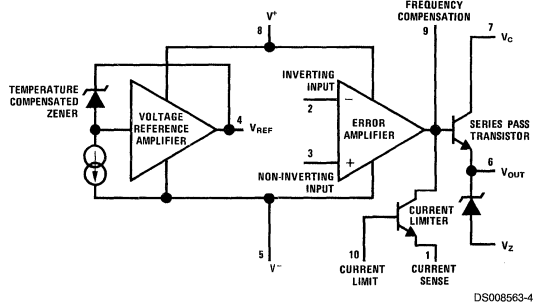 FREQUENCY
COMPENSATION
V+
8
9
7
VC
TEMPERATURE
COMPENSATED
ZENER
VOLTAGE
REFERENCE
AMPLIFIER
4
VREF
INVERTING
INPUT
2
−
ERROR
AMPLIFIER
3
+
NON-INVERTING
INPUT
SERIES PASS
TRANSISTOR
6
VOUT
CURRENT
LIMITER
5
V−
10
CURRENT
LIMIT
1
CURRENT
SENSE
VZ
DS008563-4